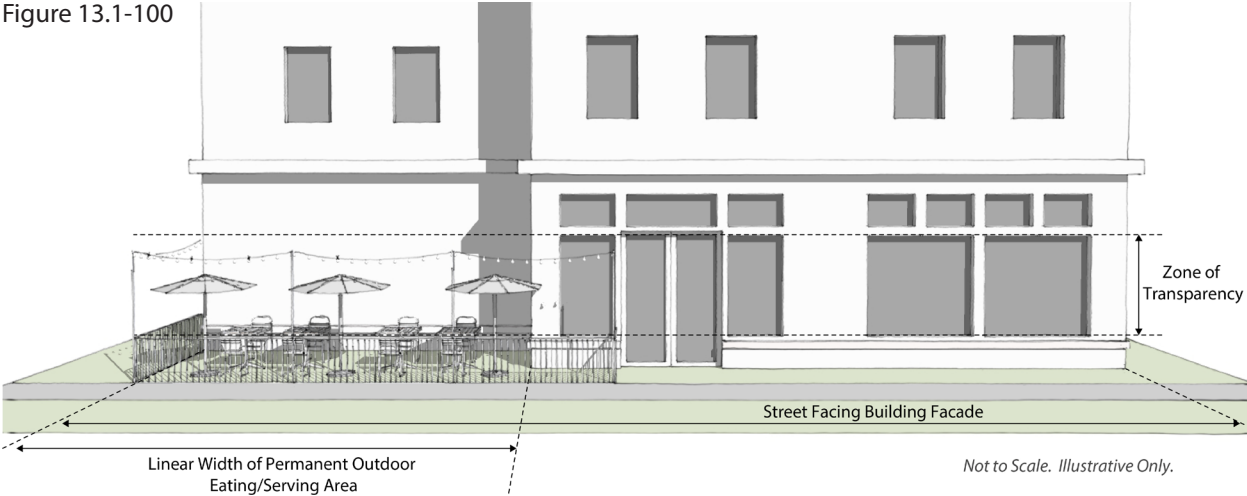 Figure 13.1-100
Zone of
Transparency
Street Facing Building Facade
Linear Width of Permanent Outdoor
Eating/Serving Area
Not to Scale. Illustrative Only.